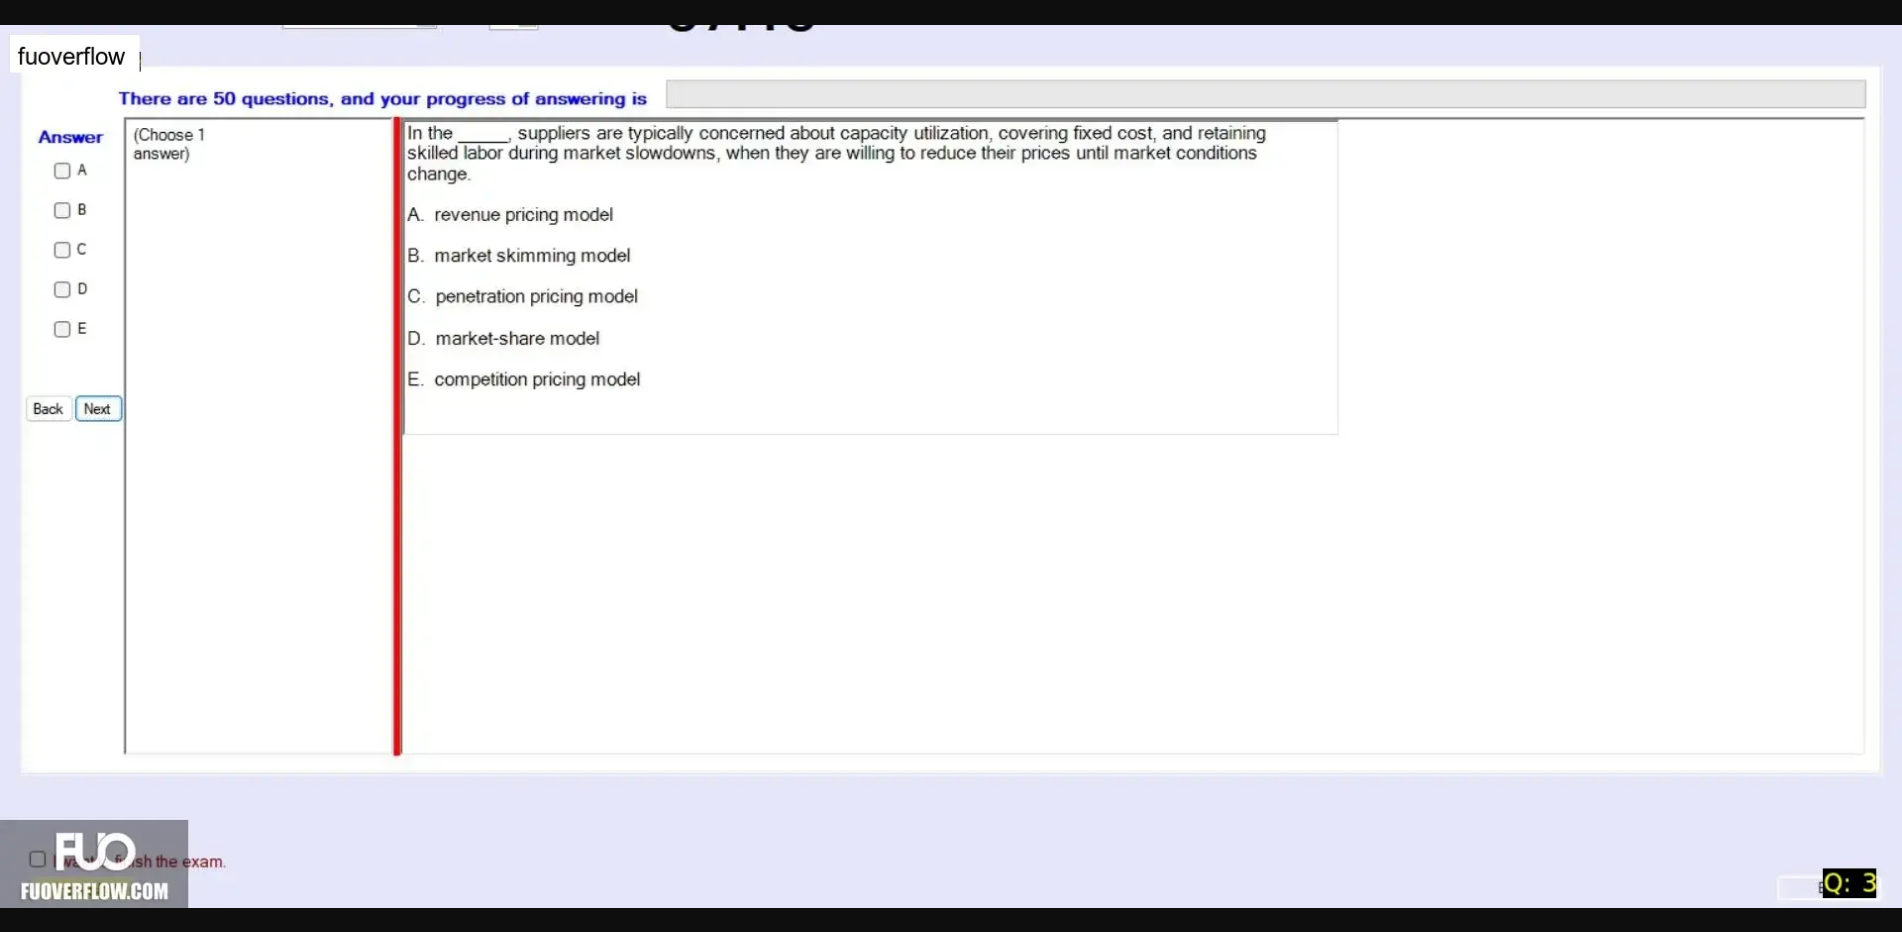 fuoverflow
There are 50 questions, and your progress of answering is
Answer
A
B
C
D
E
Back Next
(Choose 1
answer)
In the _____, suppliers are typically concerned about capacity utilization, covering fixed cost, and retaining
skilled labor during market slowdowns, when they are willing to reduce their prices until market conditions
change.
A. revenue pricing model
B. market skimming model
C. penetration pricing model
D. market-share model
E. competition pricing model
the exam.
FUO
FUOVERFLOW.COM
Q: 3